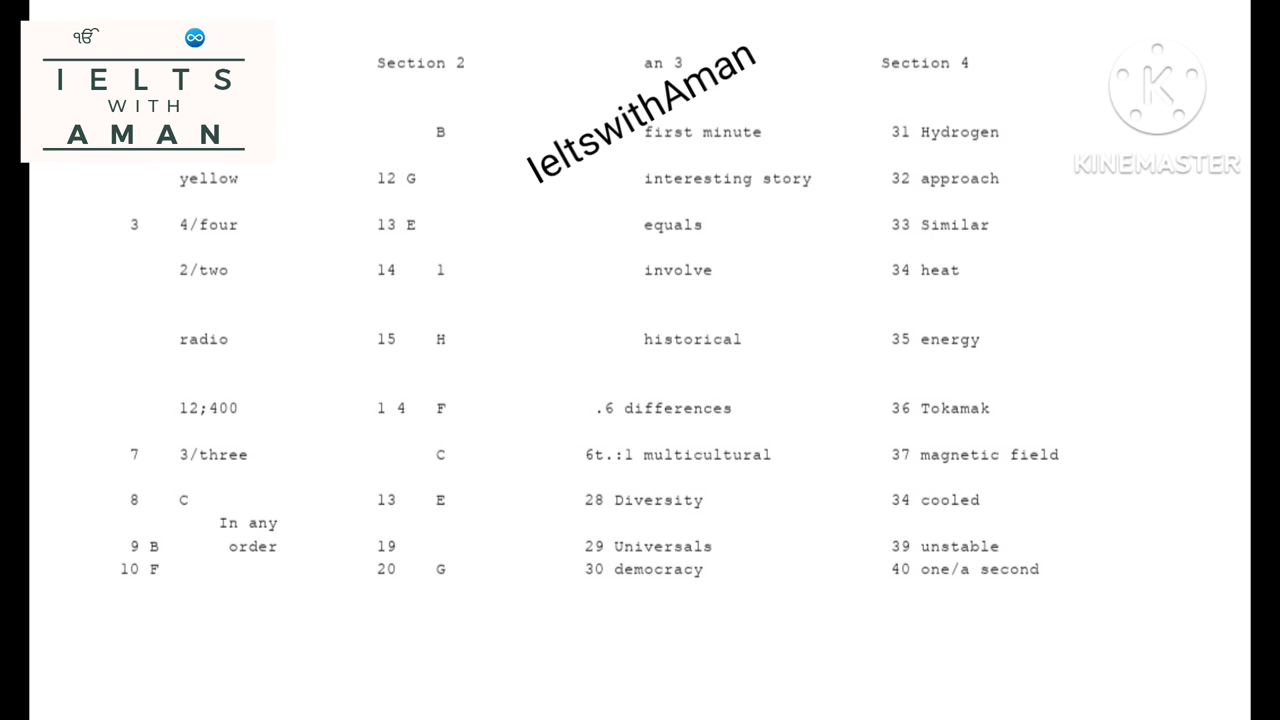 ੴ
IELTS
WITH
AMAN
IeltswithAman
KINEMASTER
Section 2 an 3 Section 4
B first minute 31 Hydrogen
yellow 12 G interesting story 32 approach
3 4/four 13 E equals 33 Similar
2/two 14 l involve 34 heat
radio 15 H historical 35 energy
12;400 1 4 F .6 differences 36 Tokamak
7 3/three C 6t.:l multicultural 37 magnetic field
8 C 13 E 28 Diversity 34 cooled
In any
9 B order 19 29 Universals 39 unstable
10 F 20 G 30 democracy 40 one/a second